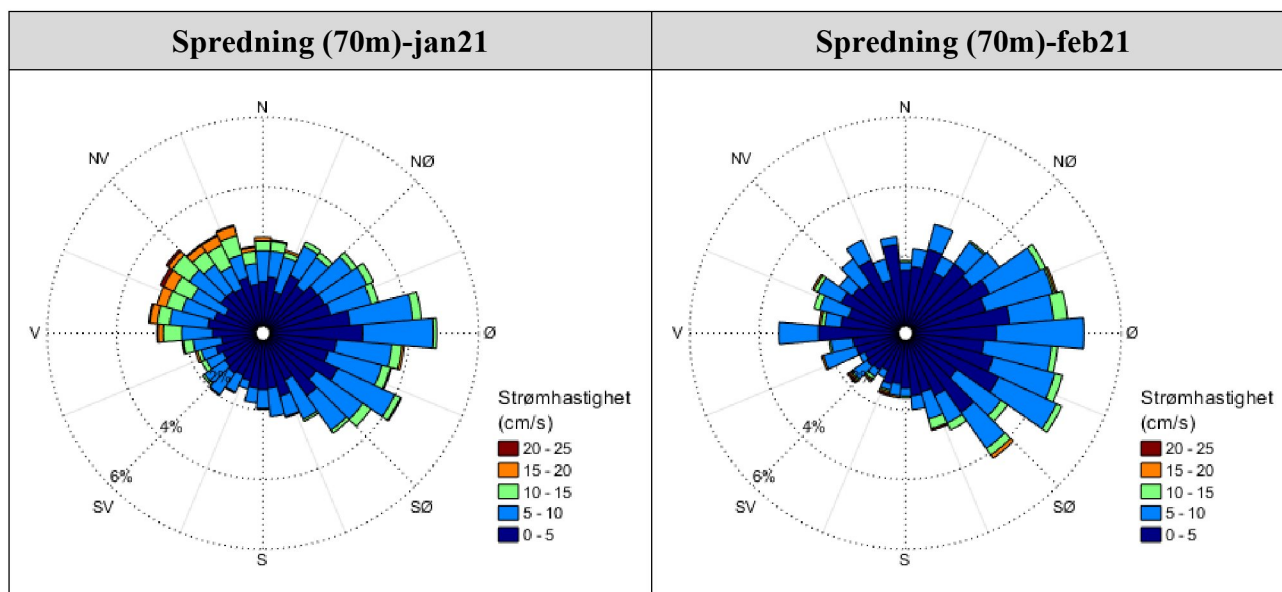 Spredning (70m)-jan21
Spredning (70m)-feb21
N
NV
NØ
V
Ø
2%
4%
6%
SV
SØ
S
Strømhastighet
(cm/s)
20 - 25
15 - 20
10 - 15
5 - 10
0 - 5
N
NV
NØ
V
Ø
4%
6%
SV
SØ
S
Strømhastighet
(cm/s)
20 - 25
15 - 20
10 - 15
5 - 10
0 - 5